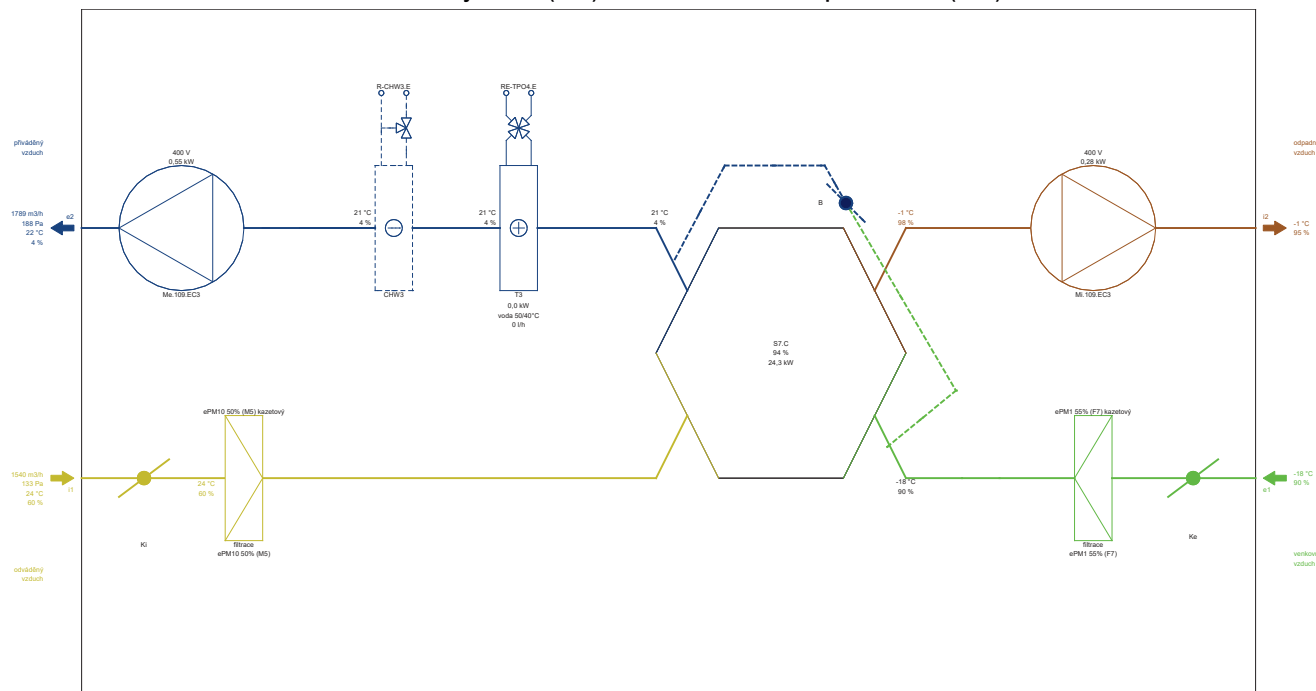 R-CHW3.E
RE-TPO4.E
přiváděný
vzduch
400 V
0,55 kW
400 V
0,28 kW
odpadn
vzduch
B
1789 m3/h
188 Pa
22 °C
4 %
e2
21 °C
4 %
21 °C
4 %
21 °C
4 %
-1 °C
98 %
i2
-1 °C
95 %
Me.109.EC3
CHW3
T3
0,0 kW
voda 50/40°C
0 l/h
Mi.109.EC3
S7.C
94 %
24,3 kW
ePM10 50% (M5) kazetový
ePM1 55% (F7) kazetový
1540 m3/h
133 Pa
24 °C
60 %
i1
24 °C
60 %
-18 °C
90 %
-18 °C
90 %
e1
Ki
filtrace
ePM10 50% (M5)
filtrace
ePM1 55% (F7)
Ke
odváděný
vzduch
venkov
vzduch